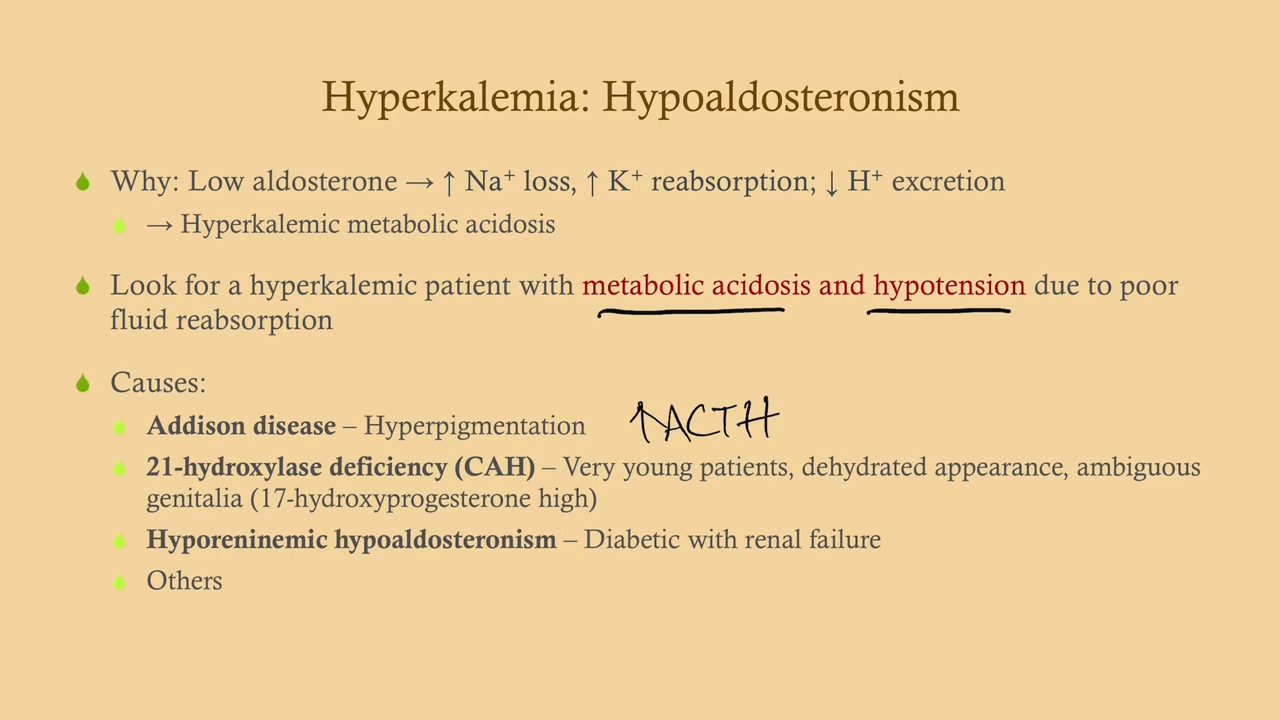 Hyperkalemia: Hypoaldosteronism
Why: Low aldosterone → ↑ Na⁺ loss, ↑ K⁺ reabsorption; ↓ H⁺ excretion
→ Hyperkalemic metabolic acidosis
Look for a hyperkalemic patient with metabolic acidosis and hypotension due to poor
fluid reabsorption
Causes:
Addison disease – Hyperpigmentation ↑ACTH
21-hydroxylase deficiency (CAH) – Very young patients, dehydrated appearance, ambiguous
genitalia (17-hydroxyprogesterone high)
Hyporeninemic hypoaldosteronism – Diabetic with renal failure
Others